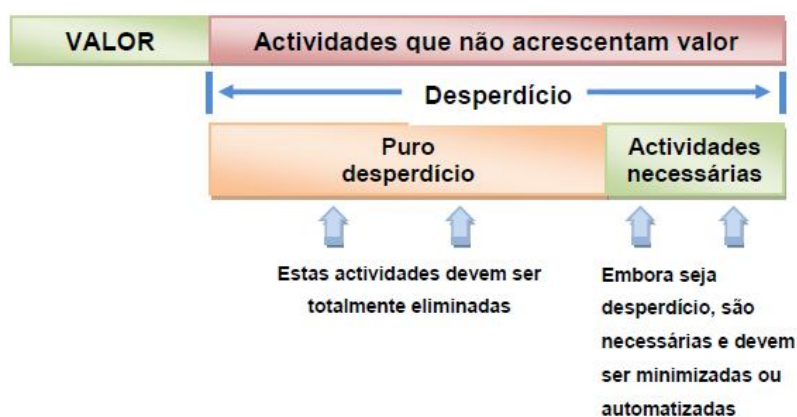 VALOR
Actividades que não acrescentam valor
Desperdício
Puro
desperdício
Actividades
necessárias
Estas actividades devem ser
totalmente eliminadas
Embora seja
desperdício, são
necessárias e devem
ser minimizadas ou
automatizadas